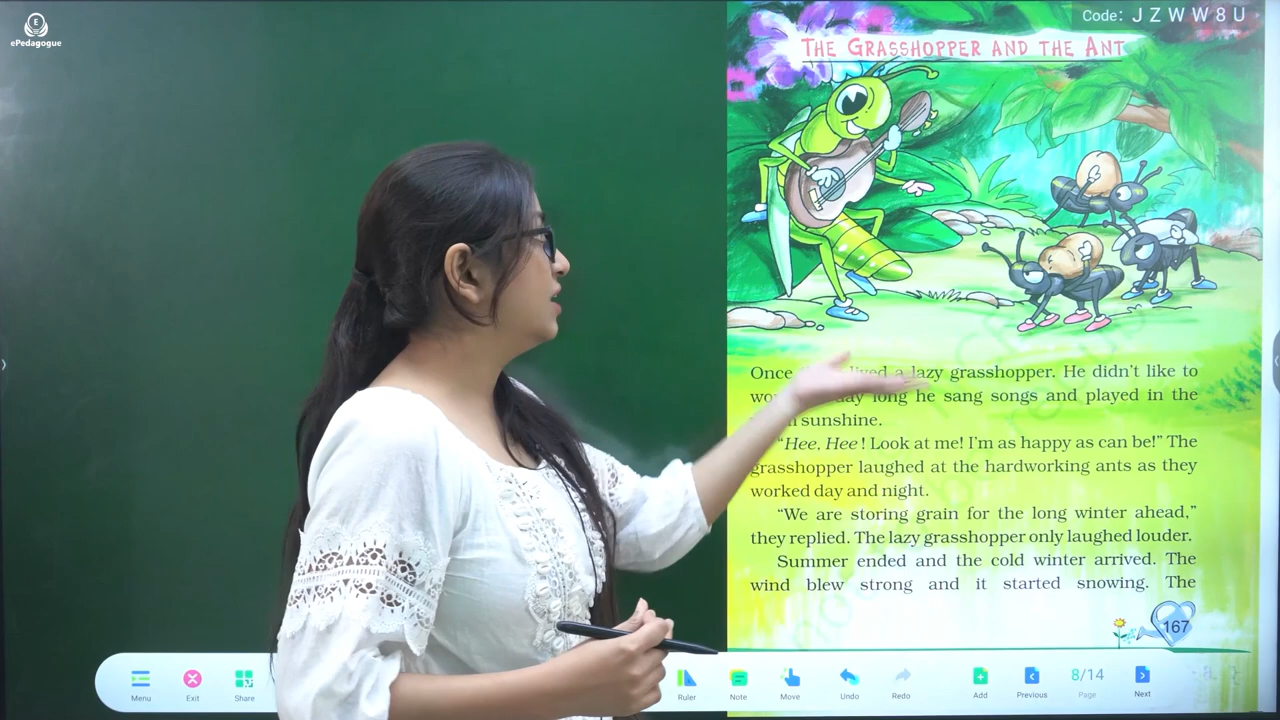 ePedagogue
Code: JZWW8U
THE GRASSHOPPER AND THE ANT
Once lived a lazy grasshopper. He didn't like to
day long he sang songs and played in the
sunshine.
"Hee, Hee! Look at me! I'm as happy as can be!" The
grasshopper laughed at the hardworking ants as they
worked day and night.
"We are storing grain for the long winter ahead,"
they replied. The lazy grasshopper only laughed louder.
Summer ended and the cold winter arrived. The
wind blew strong and it started snowing. The
167
Menu Exit Share Ruler Note Move Undo Redo Add Previous 8/14 Page Next